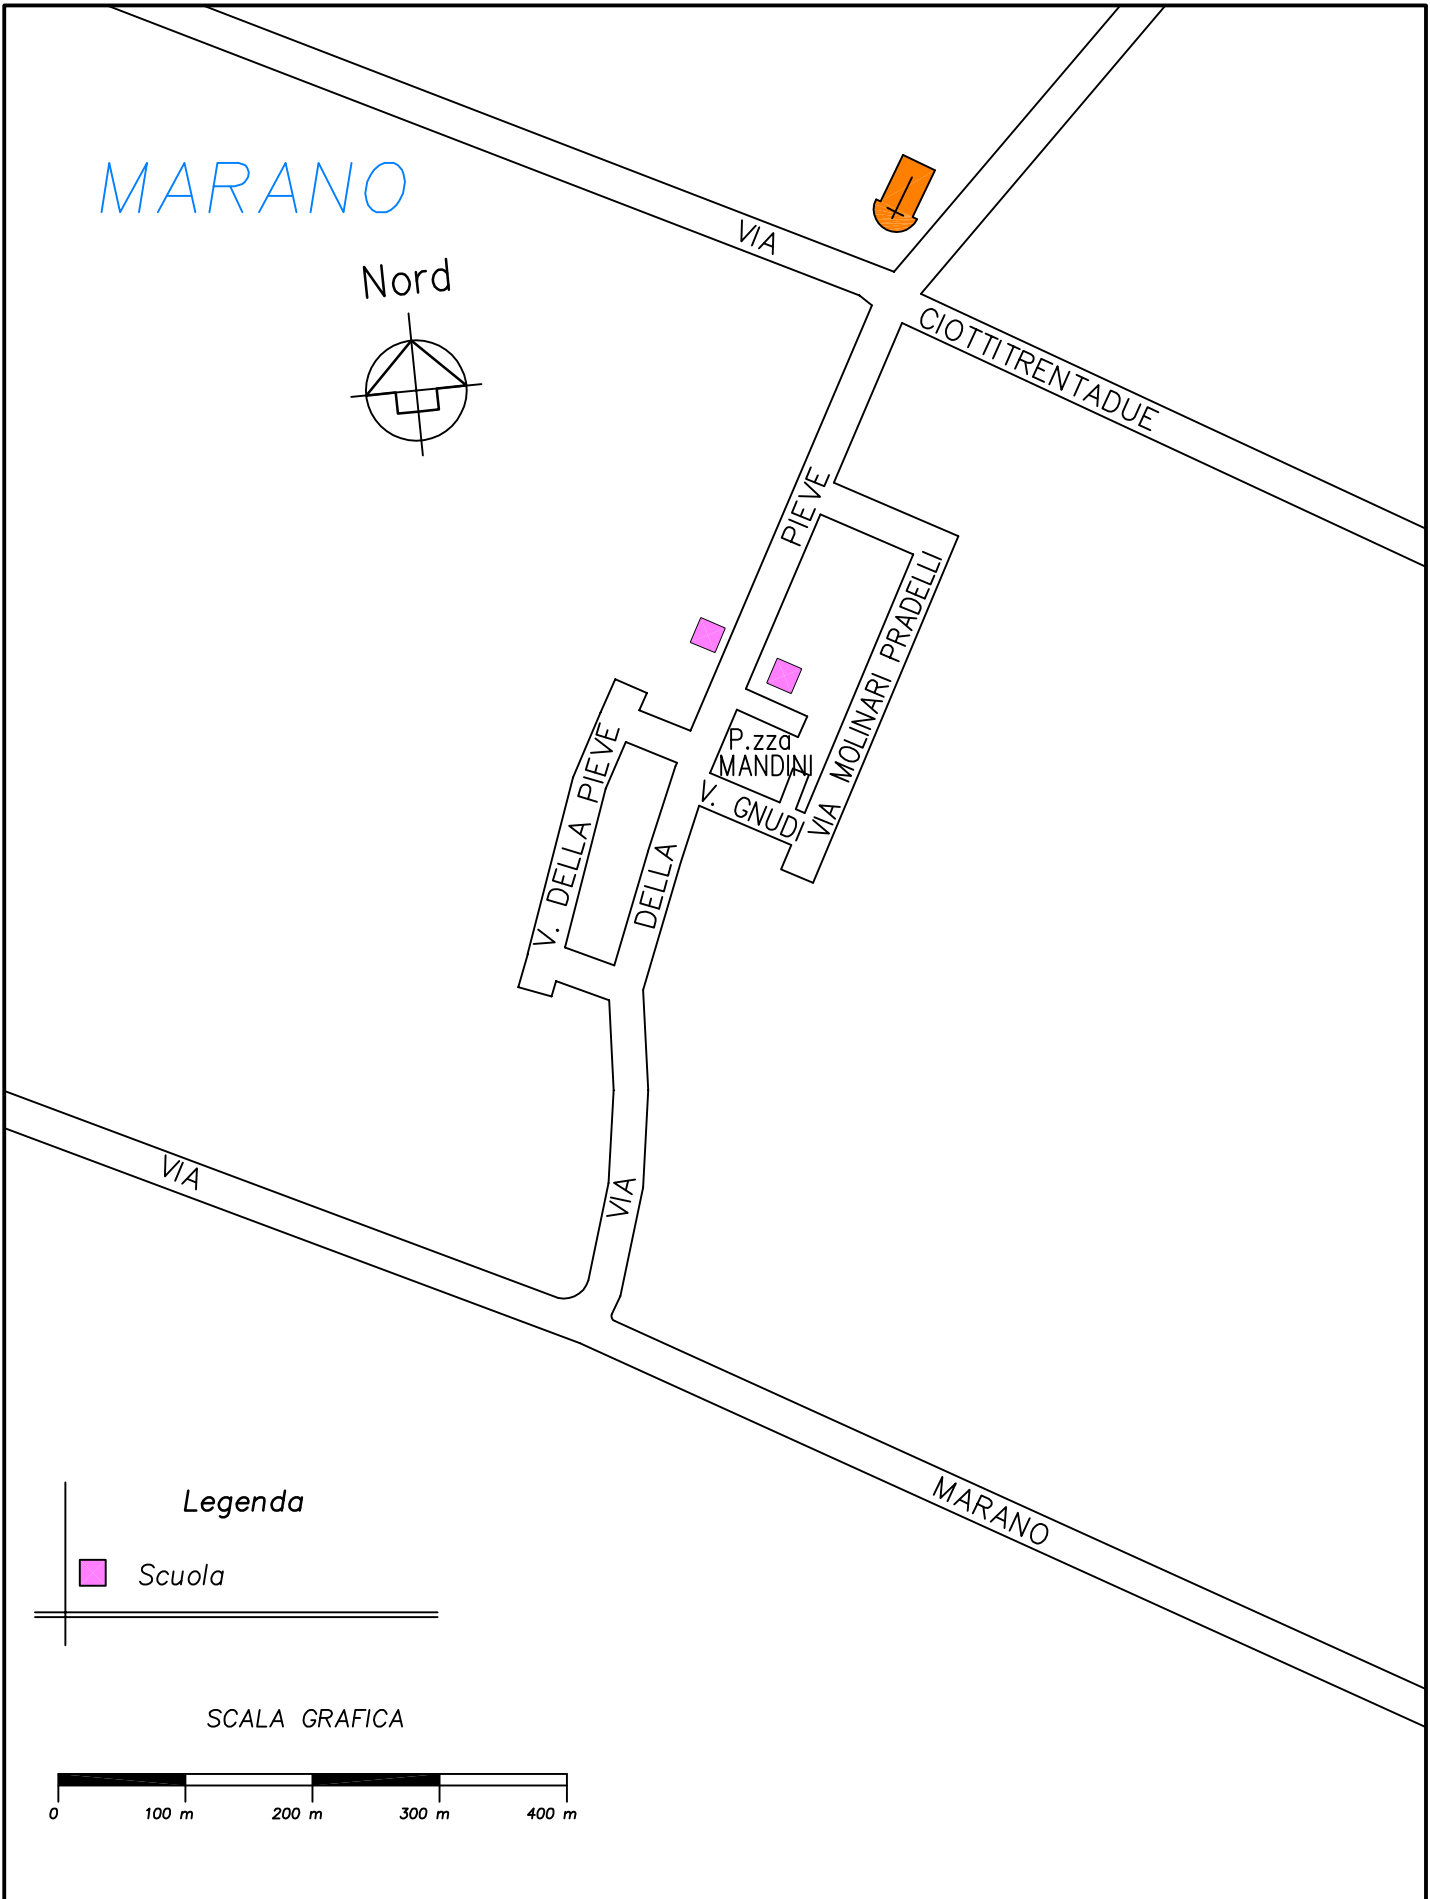 MARANO
Nord
VIA CIOTTITRENTADUE
VIA DELLA PIEVE
VIA MOLINARI PRADELLI
P.zza
MANDINI
V. GNUDI
V. DELLA PIEVE
VIA MARANO
Legenda
Scuola
SCALA GRAFICA
0 100 m 200 m 300 m 400 m